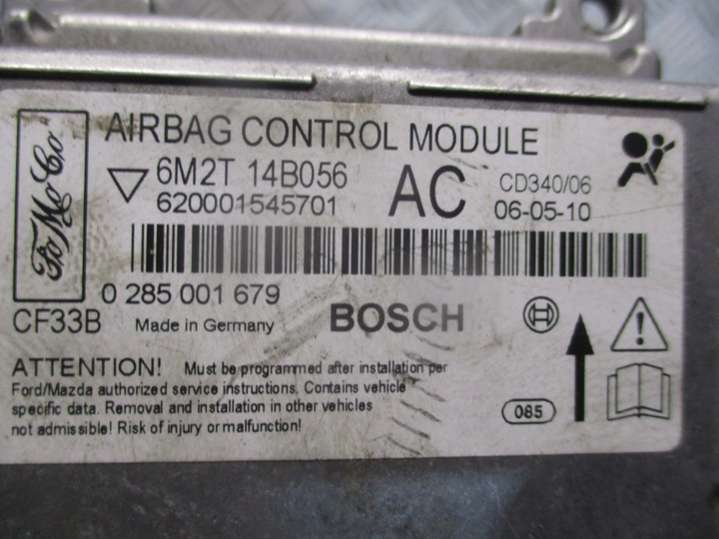 FoMoCo
AIRBAG CONTROL MODULE
6M2T 14B056
AC
CD340/06
620001545701
06-05-10
0 285 001 679
CF33B
Made in Germany
BOSCH
ATTENTION! Must be programmed after installation per
Ford/Mazda authorized service instructions. Contains vehicle
specific data. Removal and installation in other vehicles
not admissible! Risk of injury or malfunction!
085